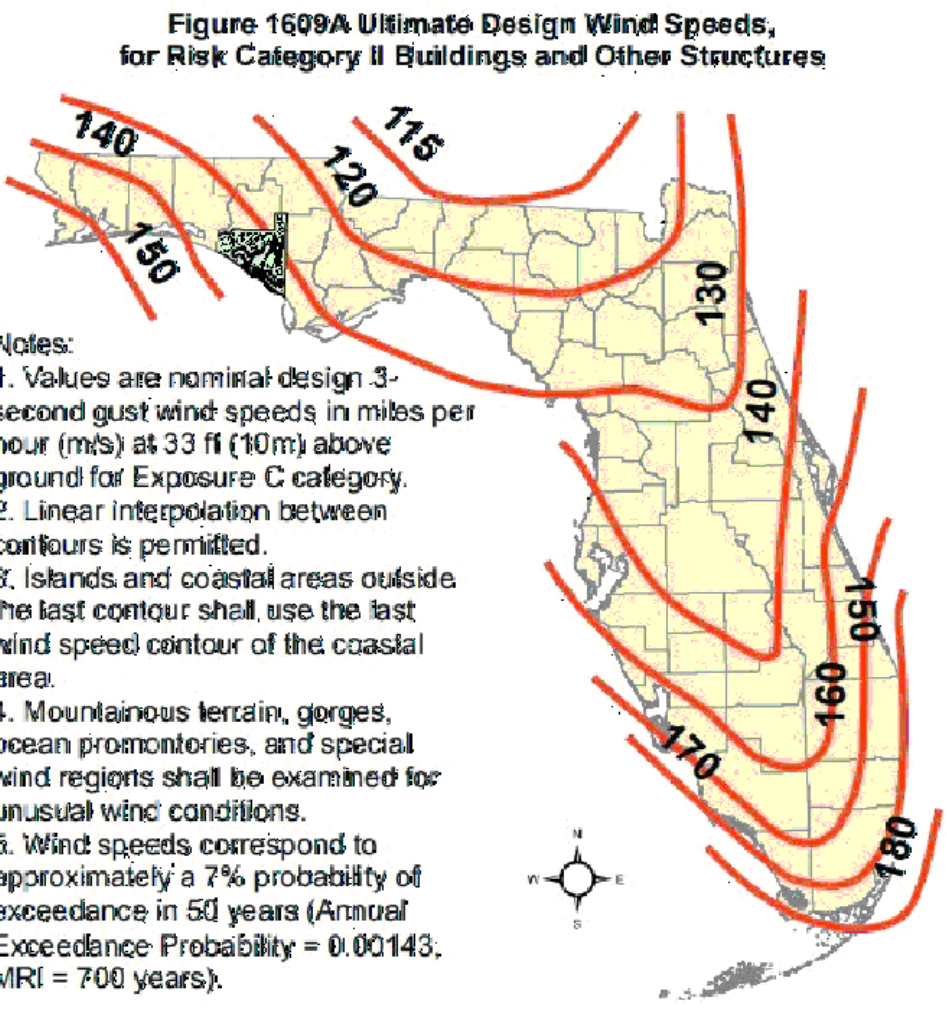 Figure 1609A Ultimate Design Wind Speeds,
for Risk Category II Buildings and Other Structures
115
140
120
150
130
Notes:
1. Values are nominal design 3-
second gust wind speeds in miles per
hour (m/s) at 33 ft (10m) above
ground for Exposure C category.
2. Linear interpolation between
contours is permitted.
3. Islands and coastal areas outside
the last contour shall use the last
wind speed contour of the coastal
area.
4. Mountainous terrain, gorges,
ocean promontories, and special
wind regions shall be examined for
unusual wind conditions.
5. Wind speeds correspond to
approximately a 7% probability of
exceedance in 50 years (Annual
Exceedance Probability = 0.00143,
MRI = 700 years).
140
150
160
170
180
N
W E
S